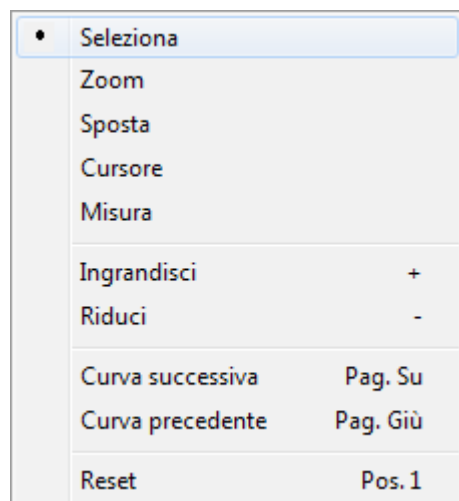 Seleziona
Zoom
Sposta
Cursore
Misura
Ingrandisci +
Riduci -
Curva successiva Pag. Su
Curva precedente Pag. Giù
Reset Pos. 1